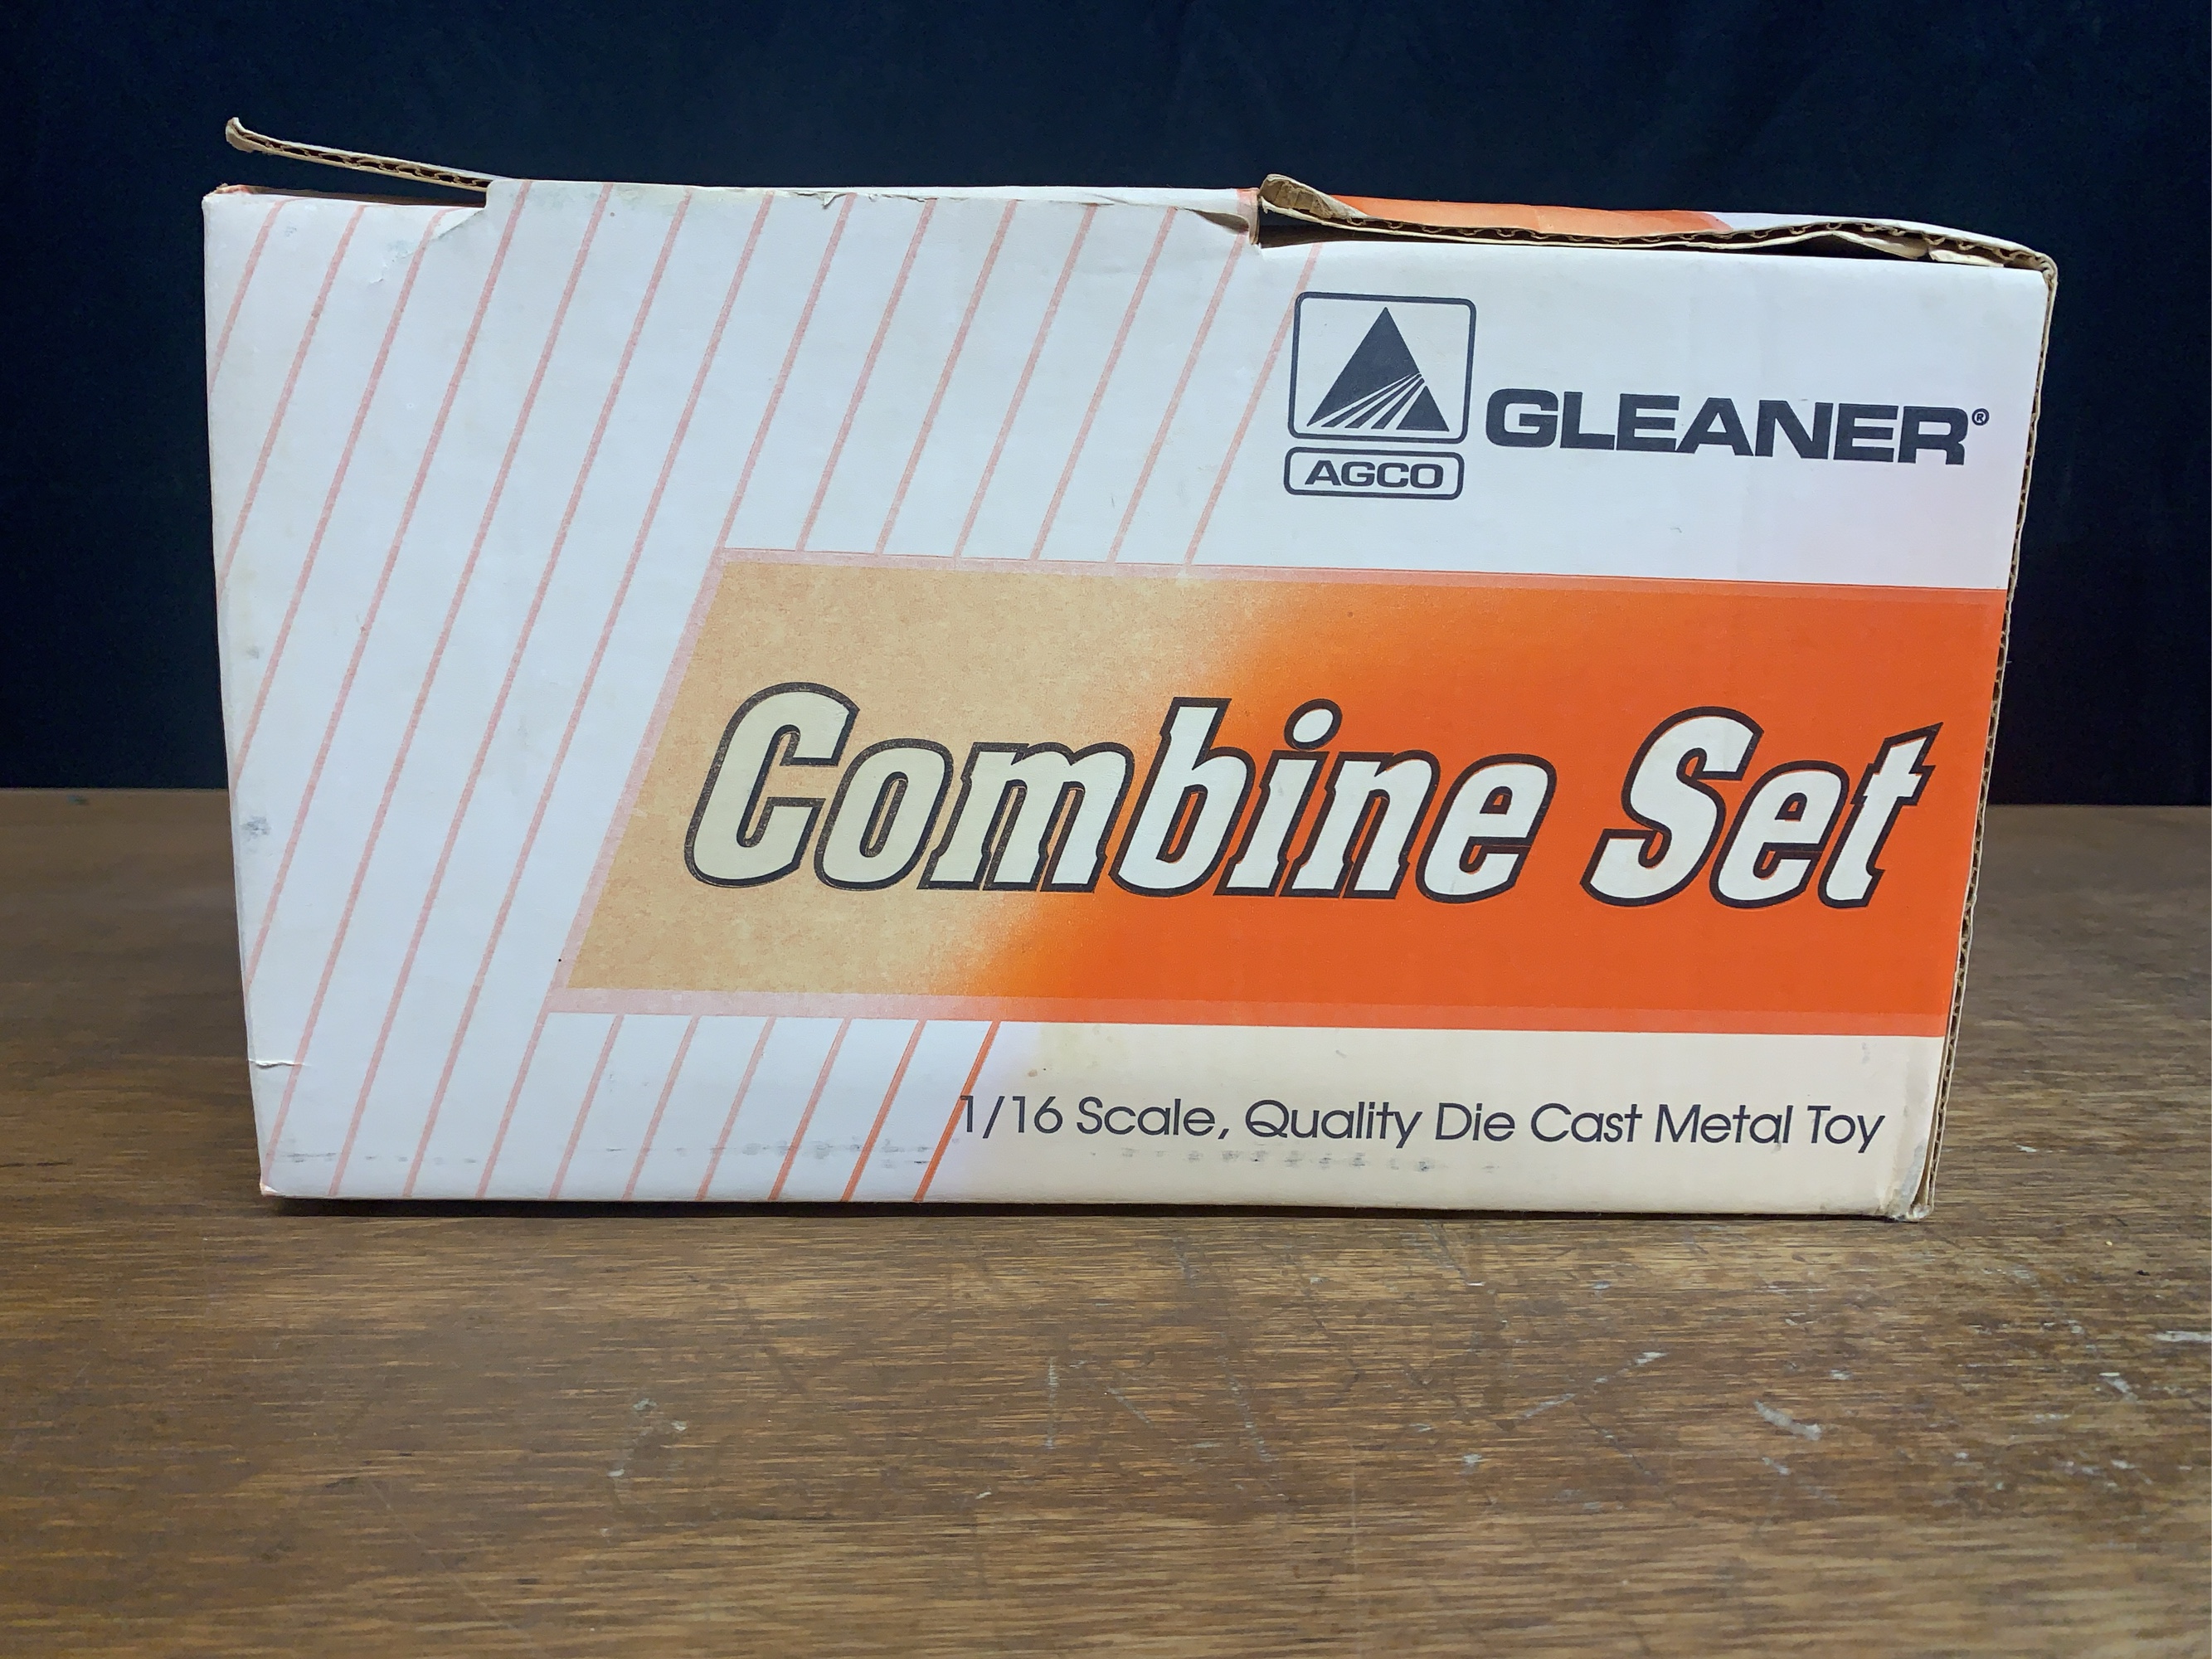 GLEANER®
AGCO
Combine Set
1/16 Scale, Quality Die Cast Metal Toy